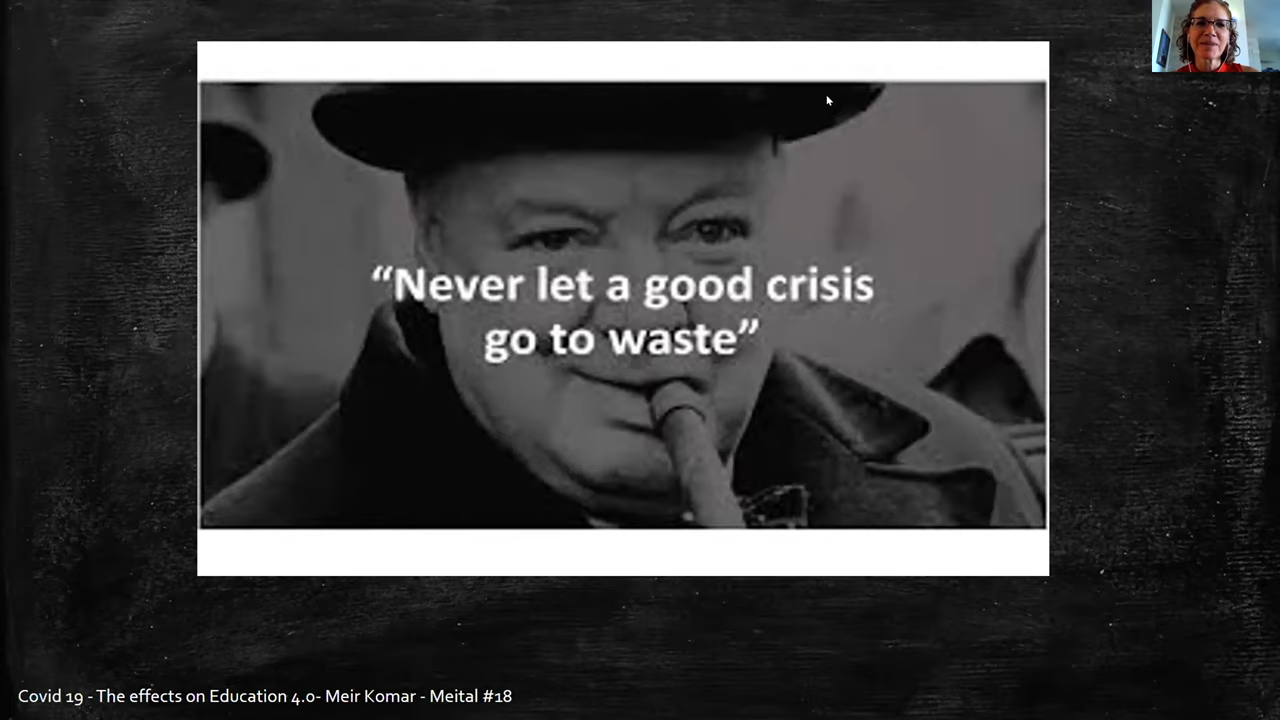 “Never let a good crisis
go to waste”
Covid 19 - The effects on Education 4.0- Meir Komar - Meital #18